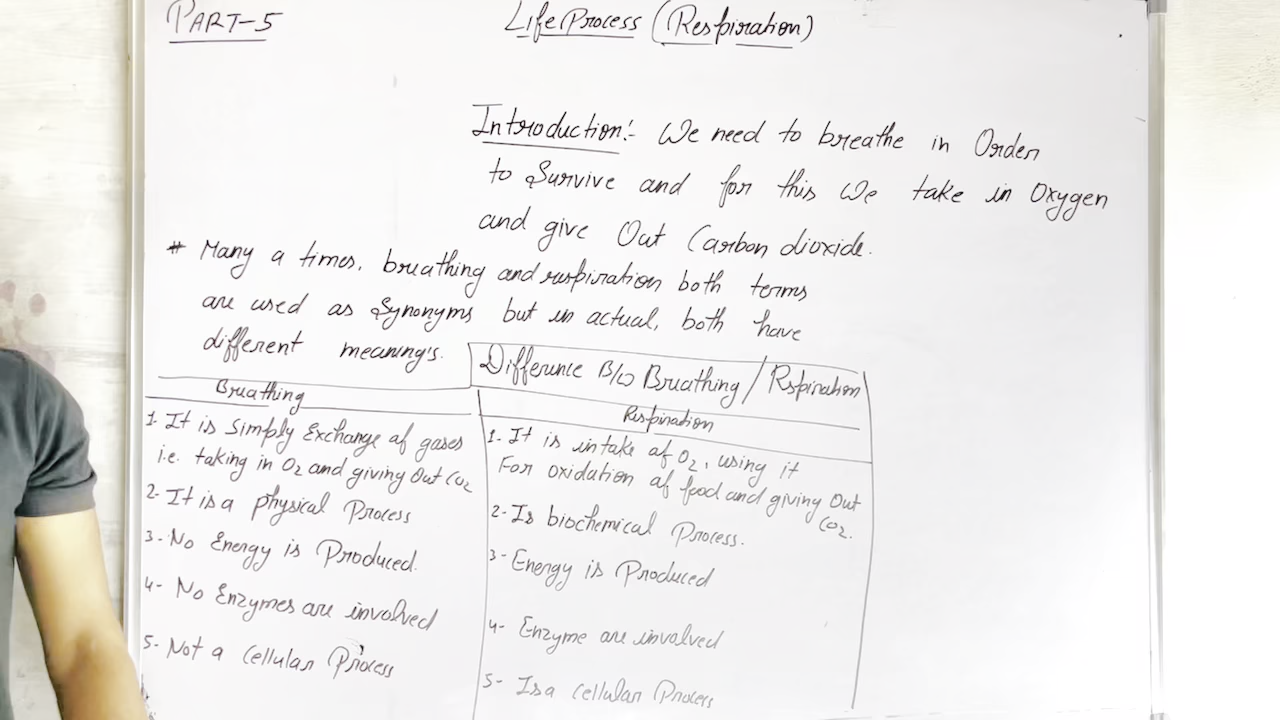 PART-5
Life Process (Respiration)
Introduction:- We need to breathe in Order
to Survive and for this We take in Oxygen
and give Out Carbon dioxide.
# Many a times, breathing and respiration both terms
are used as Synonyms but in actual, both have
different meaning's.
Difference B/w Breathing / Respiration
Breathing
1. It is Simply Exchange of gases
i.e. taking in O2 and giving Out CO2
2- It is a physical Process
3- No Energy is Produced.
4- No Enzymes are involved
5- Not a Cellular Process
Respiration
1. It is intake of O2, using it
For oxidation of food and giving Out
CO2.
2- Is biochemical Process.
3- Energy is Produced
4- Enzyme are involved
5- Is a Cellular Process